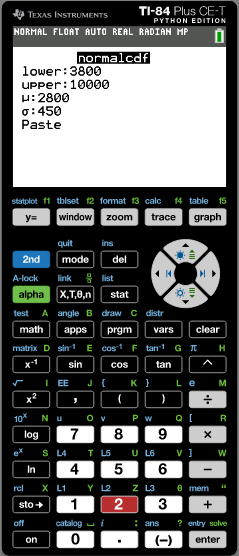 TEXAS INSTRUMENTS TI-84 Plus CE-T
PYTHON EDITION
NORMAL FLOAT AUTO REAL RADIAN MP
normalcdf
lower:3800
upper:10000
μ:2800
σ:450
Paste
statplot f1 tblset f2 format f3 calc f4 table f5
y= window zoom trace graph
quit ins
2nd mode del
A-lock link list
alpha X,T,θ,n stat
test A angle B draw C distr
math apps prgm vars clear
matrix D sin⁻¹ E cos⁻¹ F tan⁻¹ G π H
x⁻¹ sin cos tan ^
√ I EE J { K } L e M
x² , ( ) ÷
10ˣ N u O v P w Q [ R
log 7 8 9 ×
eˣ S L4 T L5 U L6 V ] W
ln 4 5 6 −
rcl X L1 Y L2 Z L3 θ mem "
sto→ 1 2 3 +
off catalog ⎵ i : ans ? entry solve
on 0 . (−) enter